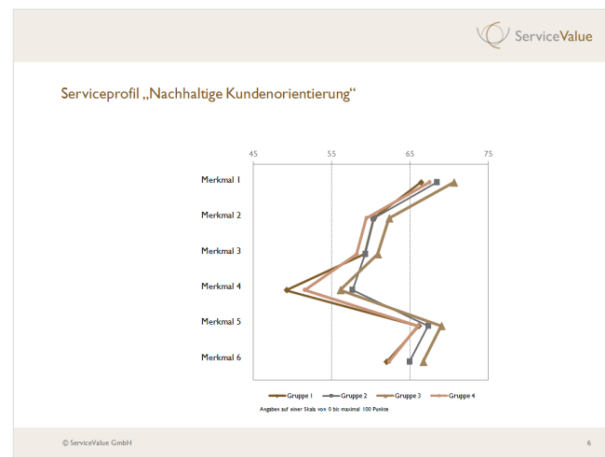 ServiceValue
Serviceprofil „Nachhaltige Kundenorientierung“
45 55 65 75
Merkmal 1
Merkmal 2
Merkmal 3
Merkmal 4
Merkmal 5
Merkmal 6
Gruppe 1 Gruppe 2 Gruppe 3 Gruppe 4
Angaben auf einer Skala von 0 bis maximal 100 Punkte
© ServiceValue GmbH 6